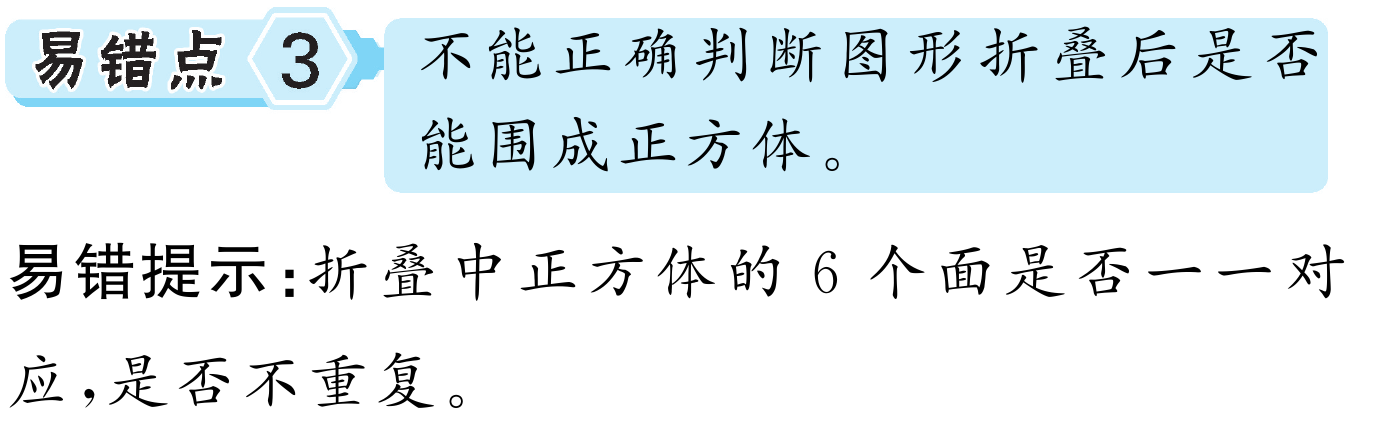 易错点 3 不能正确判断图形折叠后是否
能围成正方体。
易错提示:折叠中正方体的 6 个面是否一一对
应,是否不重复。